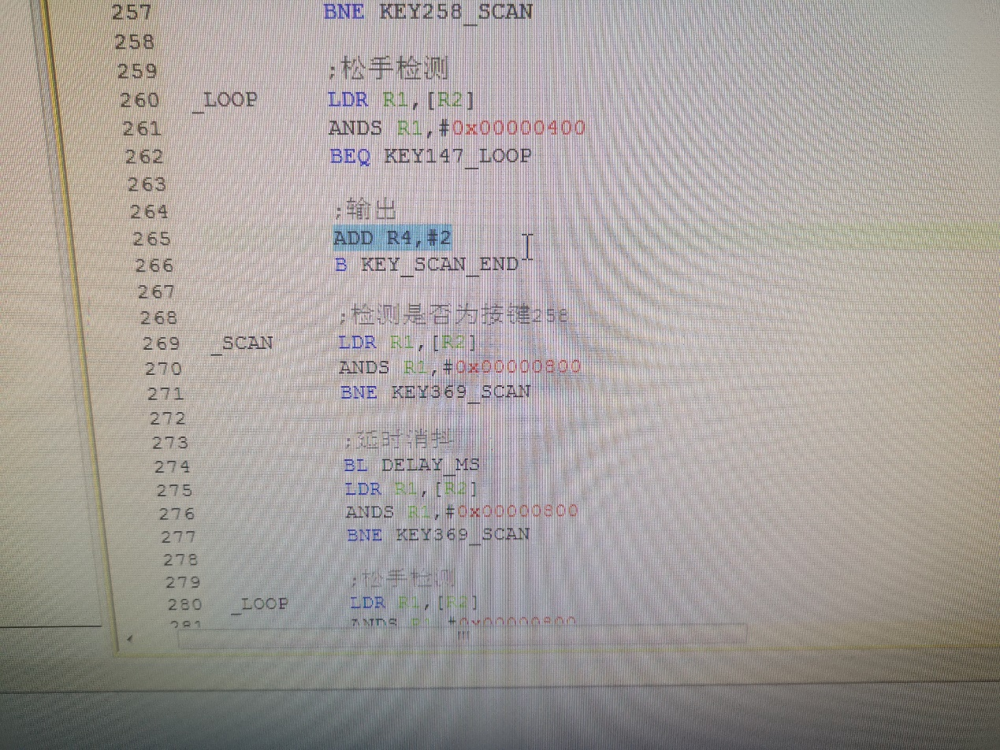 257 BNE KEY258_SCAN
258
259 ;松手检测
260 _LOOP LDR R1,[R2]
261 ANDS R1,#0x00000400
262 BEQ KEY147_LOOP
263
264 ;输出
265 ADD R4,#2
266 B KEY_SCAN_END
267
268 ;检测是否为按键258
269 _SCAN LDR R1,[R2]
270 ANDS R1,#0x00000800
271 BNE KEY369_SCAN
272
273 ;延时消抖
274 BL DELAY_MS
275 LDR R1,[R2]
276 ANDS R1,#0x00000800
277 BNE KEY369_SCAN
278
279 ;松手检测
280 _LOOP LDR R1,[R2]
281 ANDS R1,#0x00000800